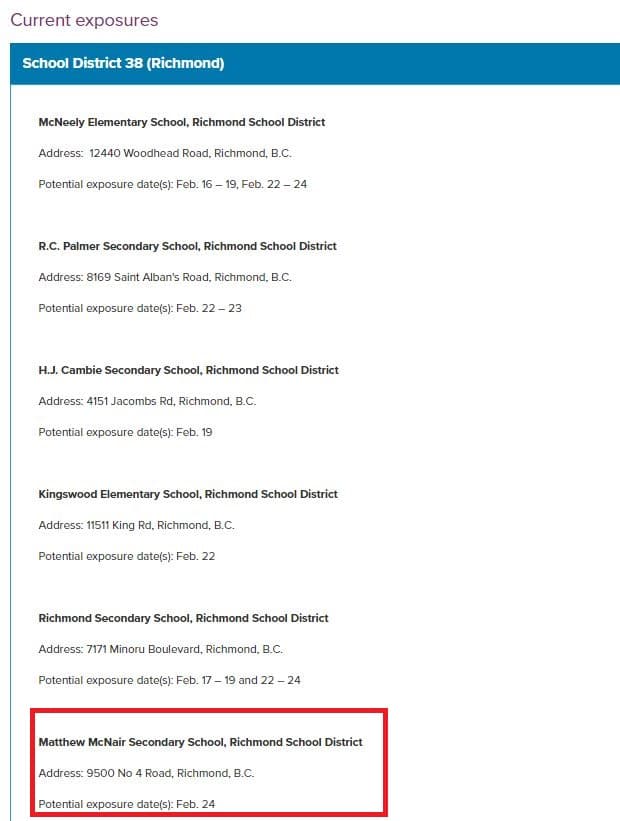 Current exposures
School District 38 (Richmond)
McNeely Elementary School, Richmond School District
Address:  12440 Woodhead Road, Richmond, B.C.
Potential exposure date(s): Feb. 16 – 19, Feb. 22 – 24
R.C. Palmer Secondary School, Richmond School District
Address: 8169 Saint Alban's Road, Richmond, B.C.
Potential exposure date(s): Feb. 22 – 23
H.J. Cambie Secondary School, Richmond School District
Address: 4151 Jacombs Rd, Richmond, B.C.
Potential exposure date(s): Feb. 19
Kingswood Elementary School, Richmond School District
Address: 11511 King Rd, Richmond, B.C.
Potential exposure date(s): Feb. 22
Richmond Secondary School, Richmond School District
Address: 7171 Minoru Boulevard, Richmond, B.C.
Potential exposure date(s): Feb. 17 – 19 and 22 – 24
Matthew McNair Secondary School, Richmond School District
Address: 9500 No 4 Road, Richmond, B.C.
Potential exposure date(s): Feb. 24